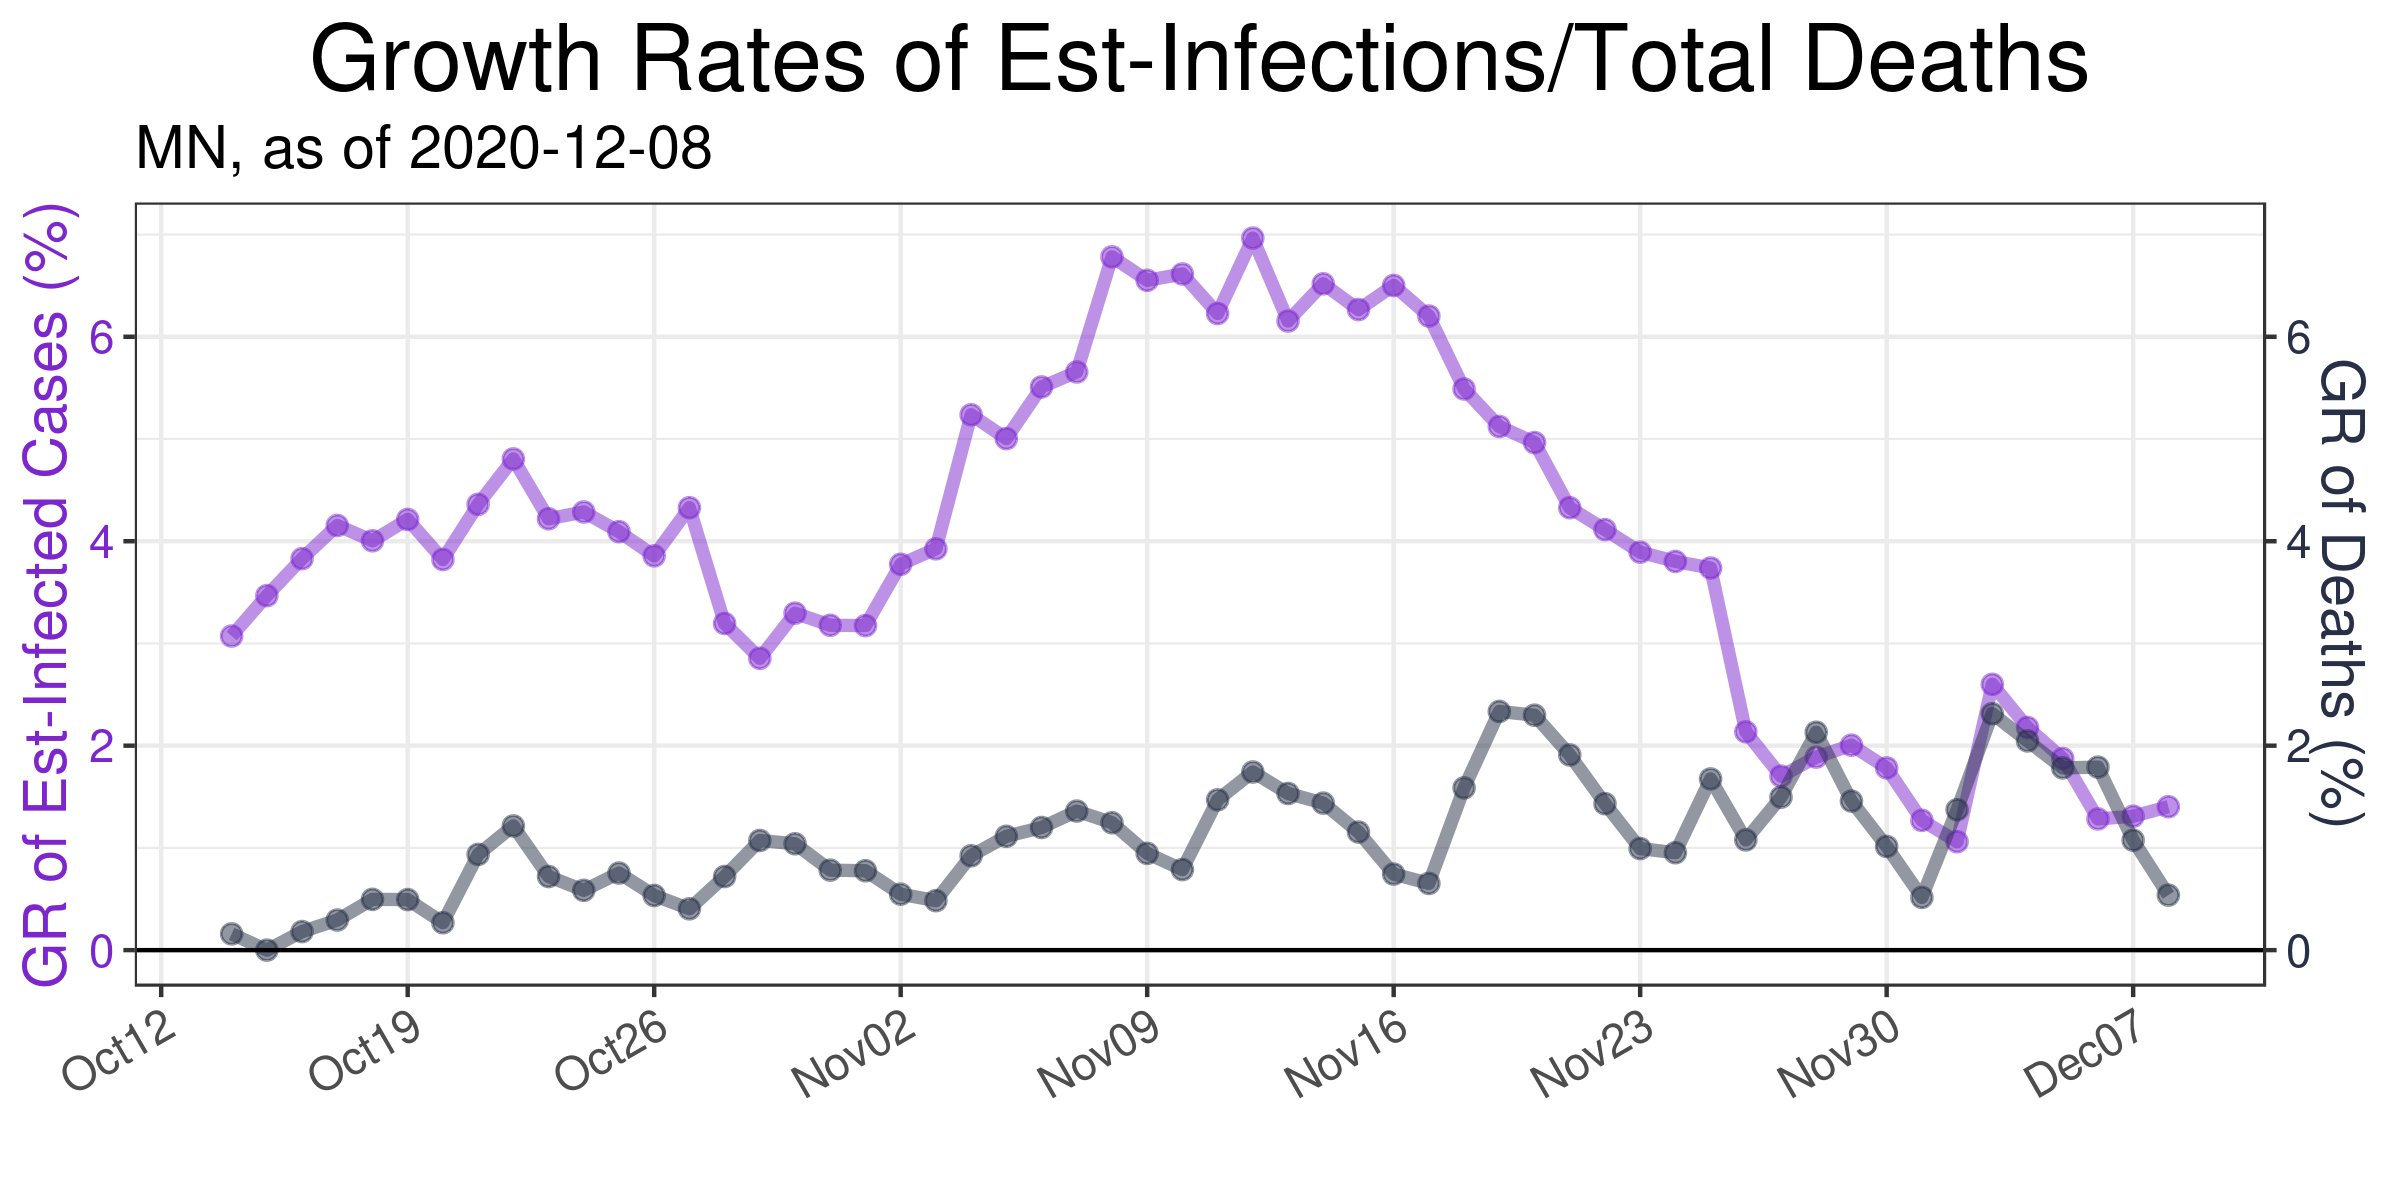 Growth Rates of Est-Infections/Total Deaths
MN, as of 2020-12-08
GR of Est-Infected Cases (%)
6
4
2
0
6
4
2
0
GR of Deaths (%)
Oct12
Oct19
Oct26
Nov02
Nov09
Nov16
Nov23
Nov30
Dec07